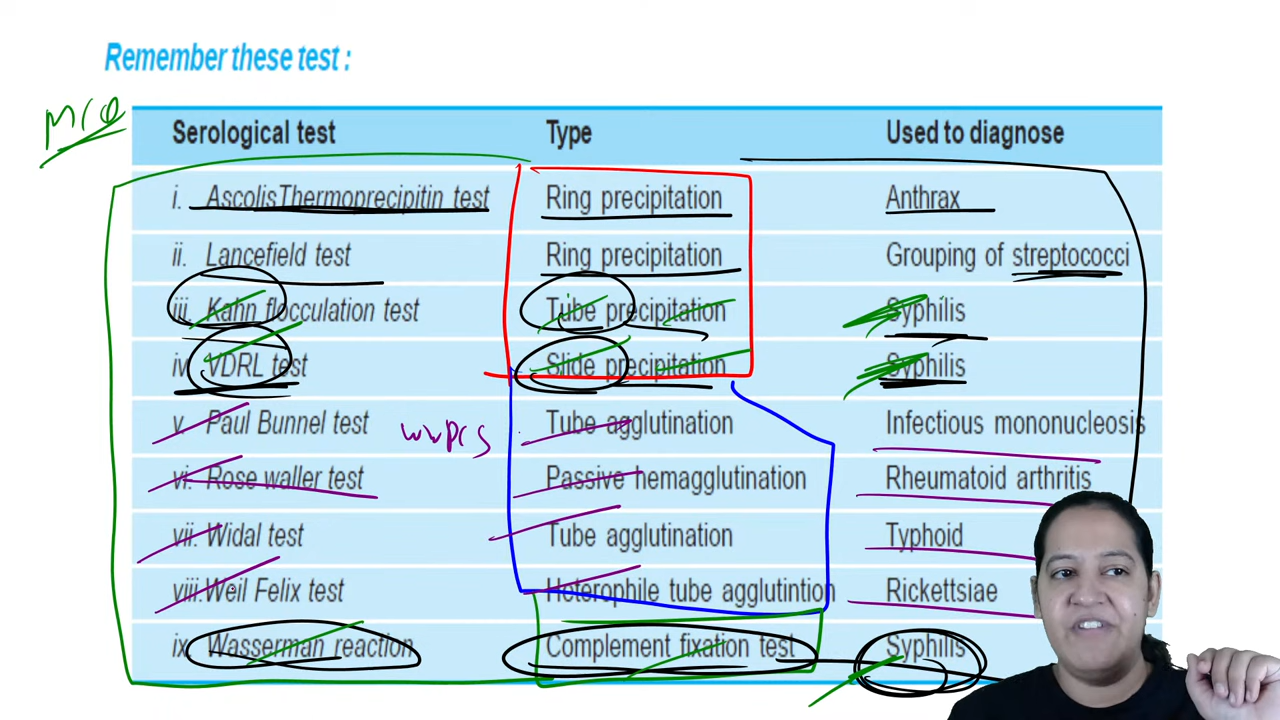 Remember these test :
MCQ
Serological test Type Used to diagnose
i. AscolisThermoprecipitin test Ring precipitation Anthrax
ii. Lancefield test Ring precipitation Grouping of streptococci
iii. Kahn flocculation test Tube precipitation Syphilis
iv. VDRL test Slide precipitation Syphilis
v. Paul Bunnel test Tube agglutination Infectious mononucleosis
vi. Rose waller test Passive hemagglutination Rheumatoid arthritis
vii. Widal test Tube agglutination Typhoid
viii.Weil Felix test Heterophile tube agglutintion Rickettsiae
ix Wasserman reaction Complement fixation test Syphilis